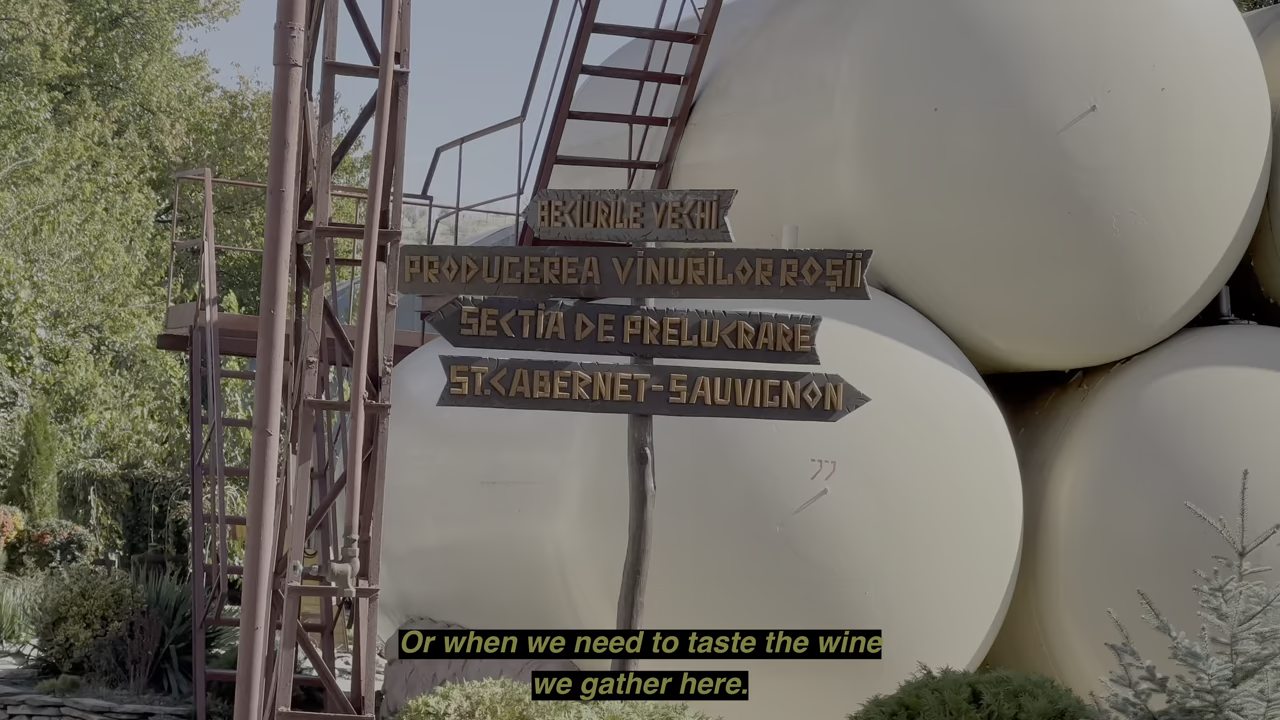 BECIURILE VECHI
PRODUCEREA VINURILOR ROȘII
SECTIA DE PRELUCRARE
ST.CABERNET-SAUVIGNON
77
Or when we need to taste the wine
we gather here.